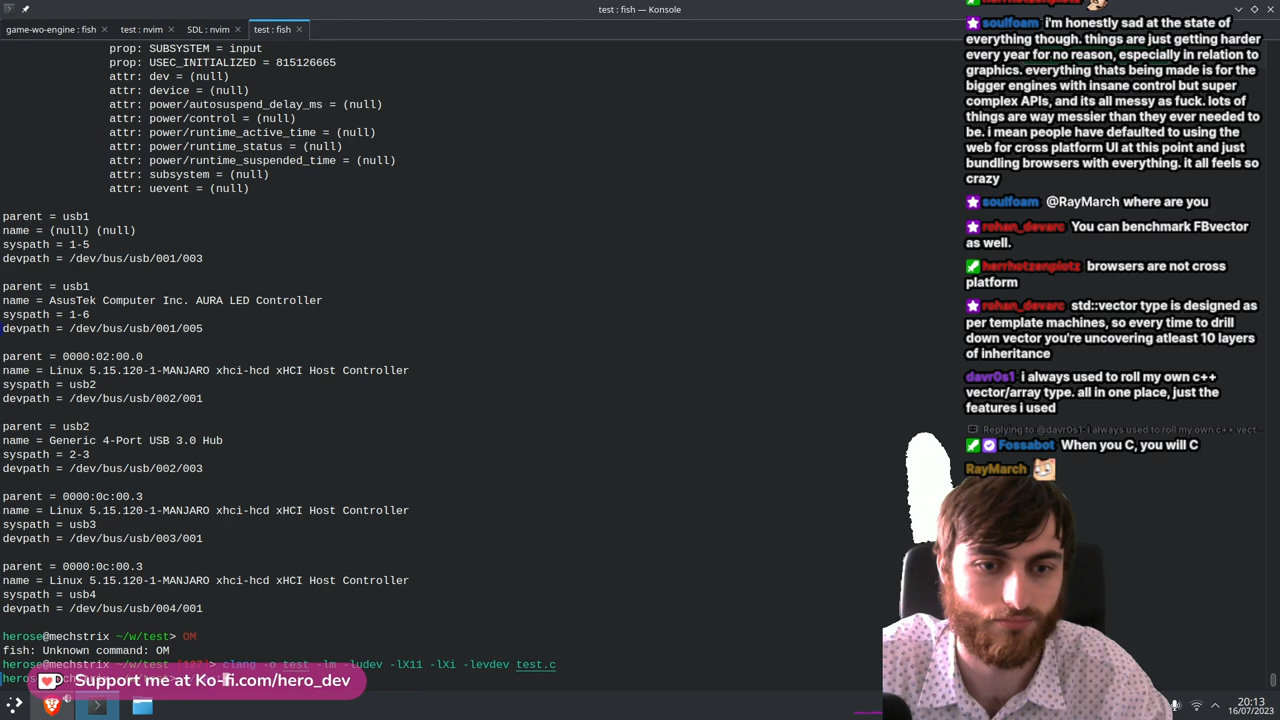 test : fish — Konsole
game-wo-engine : fish
test : nvim
SDL : nvim
test : fish
prop: SUBSYSTEM = input
prop: USEC_INITIALIZED = 815126665
attr: dev = (null)
attr: device = (null)
attr: power/autosuspend_delay_ms = (null)
attr: power/control = (null)
attr: power/runtime_active_time = (null)
attr: power/runtime_status = (null)
attr: power/runtime_suspended_time = (null)
attr: subsystem = (null)
attr: uevent = (null)
parent = usb1
name = (null) (null)
syspath = 1-5
devpath = /dev/bus/usb/001/003
parent = usb1
name = AsusTek Computer Inc. AURA LED Controller
syspath = 1-6
devpath = /dev/bus/usb/001/005
parent = 0000:02:00.0
name = Linux 5.15.120-1-MANJARO xhci-hcd xHCI Host Controller
syspath = usb2
devpath = /dev/bus/usb/002/001
parent = usb2
name = Generic 4-Port USB 3.0 Hub
syspath = 2-3
devpath = /dev/bus/usb/002/003
parent = 0000:0c:00.3
name = Linux 5.15.120-1-MANJARO xhci-hcd xHCI Host Controller
syspath = usb3
devpath = /dev/bus/usb/003/001
parent = 0000:0c:00.3
name = Linux 5.15.120-1-MANJARO xhci-hcd xHCI Host Controller
syspath = usb4
devpath = /dev/bus/usb/004/001
herose@mechstrix ~/w/test> OM
fish: Unknown command: OM
herose@mechstrix ~/w/test [127]> clang -o test -lm -ludev -lX11 -lXi -levdev test.c
Support me at Ko-fi.com/hero_dev
soulfoam i'm honestly sad at the state of
everything though. things are just getting harder
every year for no reason, especially in relation to
graphics. everything thats being made is for the
bigger engines with insane control but super
complex APIs, and its all messy as fuck. lots of
things are way messier than they ever needed to
be. i mean people have defaulted to using the
web for cross platform UI at this point and just
bundling browsers with everything. it all feels so
crazy
soulfoam @RayMarch where are you
rohan_devarc You can benchmark FBvector
as well.
herrhotzenplotz browsers are not cross
platform
rohan_devarc std::vector type is designed as
per template machines, so every time to drill
down vector you're uncovering atleast 10 layers
of inheritance
davr0s1 i always used to roll my own c++
vector/array type. all in one place, just the
features i used
Replying to @davr0s1: i always used to roll my own c++ vect...
Fossabot When you C, you will C
RayMarch
20:13
16/07/2023